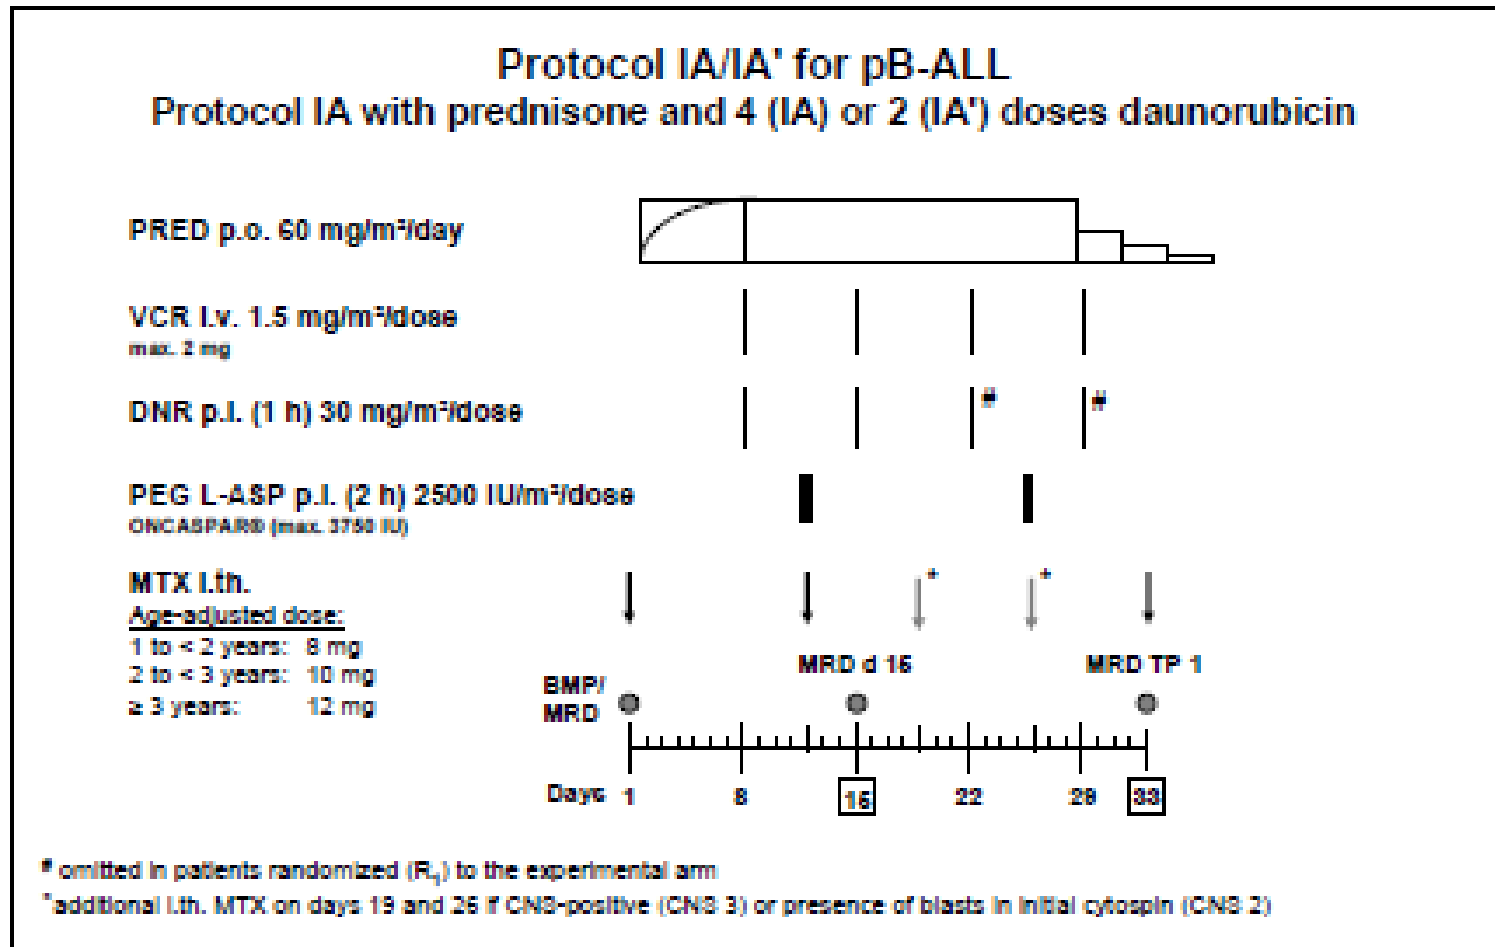 Protocol IA/IA' for pB-ALL
Protocol IA with prednisone and 4 (IA) or 2 (IA') doses daunorubicin
PRED p.o. 60 mg/m²/day
VCR i.v. 1.5 mg/m²/dose
max. 2 mg
DNR p.i. (1 h) 30 mg/m²/dose
# #
PEG L-ASP p.i. (2 h) 2500 IU/m²/dose
ONCASPAR® (max. 3750 IU)
MTX i.th.
* *
Age-adjusted dose:
1 to < 2 years: 8 mg
2 to < 3 years: 10 mg
≥ 3 years: 12 mg
MRD d 15 MRD TP 1
BMP/
MRD
Days 1 8 15 22 29 33
# omitted in patients randomized (R1) to the experimental arm
* additional i.th. MTX on days 19 and 26 if CNS-positive (CNS 3) or presence of blasts in initial cytospin (CNS 2)